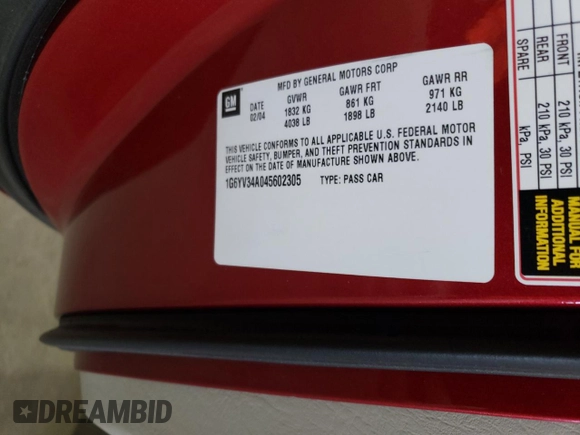 MFD BY GENERAL MOTORS CORP
GM
DATE GVWR GAWR FRT GAWR RR
02/04 1832 KG 861 KG 971 KG
4038 LB 1898 LB 2140 LB
THIS VEHICLE CONFORMS TO ALL APPLICABLE U.S. FEDERAL MOTOR
VEHICLE SAFETY, BUMPER, AND THEFT PREVENTION STANDARDS IN
EFFECT ON THE DATE OF MANUFACTURE SHOWN ABOVE.
1G6YV34A045602305 TYPE: PASS CAR
FRONT 210 kPa, 30 PSI
REAR 210 kPa, 30 PSI
SPARE kPa, PSI
MANUAL FOR
ADDITIONAL
INFORMATION
DREAMBID